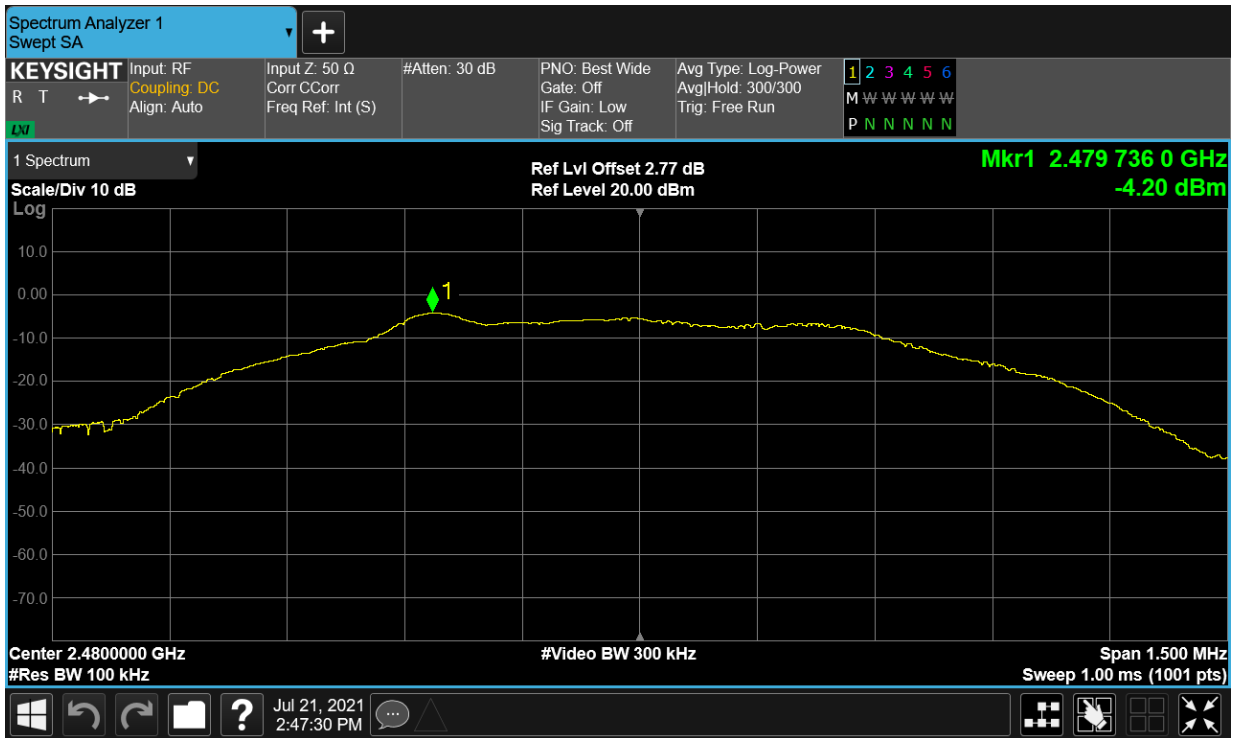 Spectrum Analyzer 1
Swept SA
+
KEYSIGHT
R T
LXI
Input: RF
Coupling: DC
Align: Auto
Input Z: 50 Ω
Corr CCorr
Freq Ref: Int (S)
#Atten: 30 dB
PNO: Best Wide
Gate: Off
IF Gain: Low
Sig Track: Off
Avg Type: Log-Power
Avg|Hold: 300/300
Trig: Free Run
1 2 3 4 5 6
M W W W W W
P N N N N N
1 Spectrum
Scale/Div 10 dB
Log
Ref Lvl Offset 2.77 dB
Ref Level 20.00 dBm
Mkr1 2.479 736 0 GHz
-4.20 dBm
10.0
0.00
-10.0
-20.0
-30.0
-40.0
-50.0
-60.0
-70.0
1
Center 2.4800000 GHz
#Res BW 100 kHz
#Video BW 300 kHz
Span 1.500 MHz
Sweep 1.00 ms (1001 pts)
?
Jul 21, 2021
2:47:30 PM